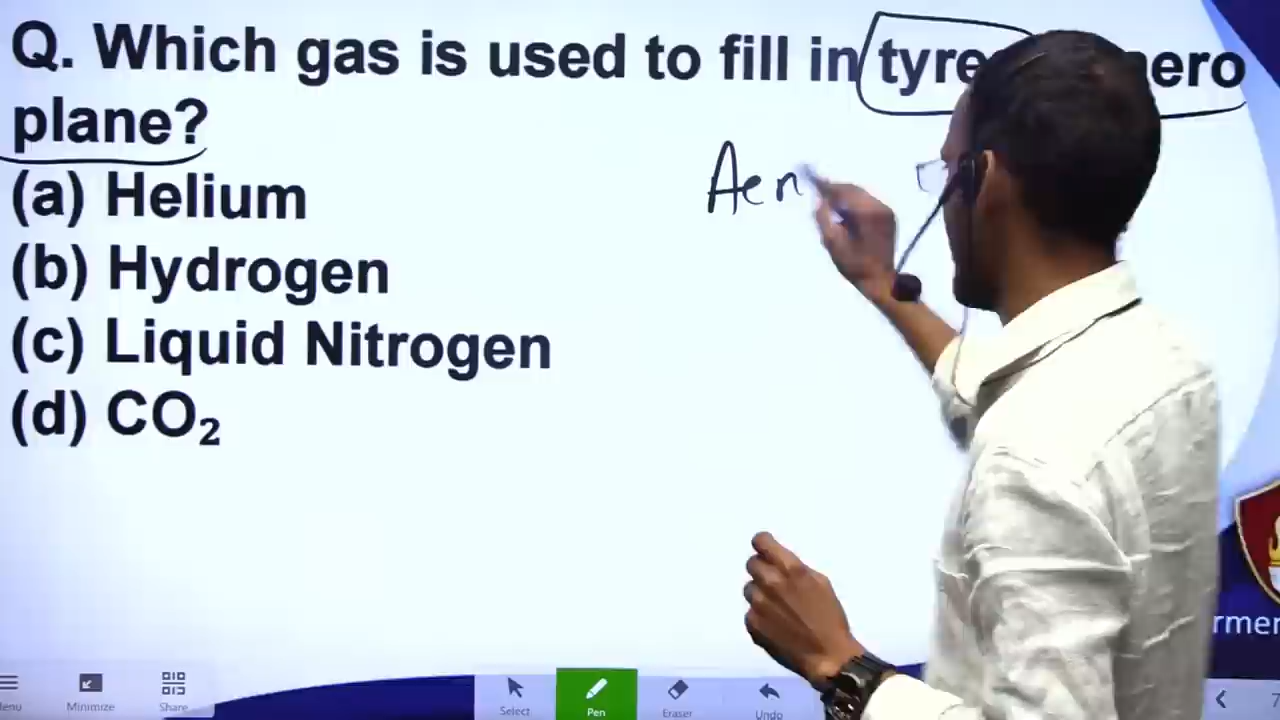 Q. Which gas is used to fill in tyre aero
plane?
(a) Helium
(b) Hydrogen
(c) Liquid Nitrogen
(d) CO₂
Aer
Menu Minimize Share Select Pen Eraser Undo